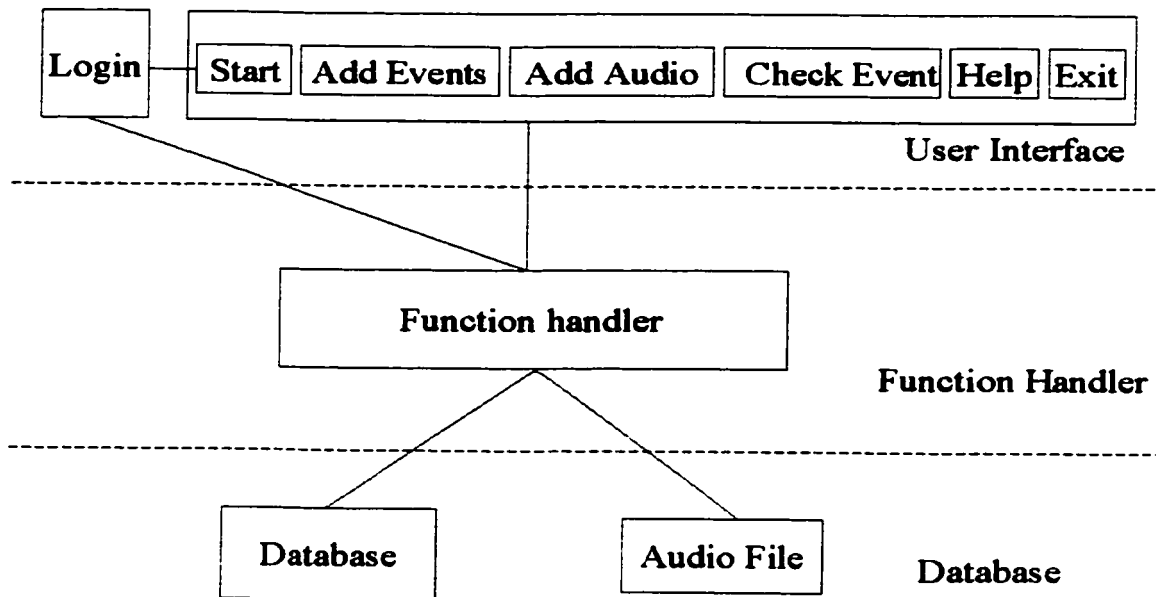 Login Start Add Events Add Audio Check Event Help Exit
User Interface
Function handler
Function Handler
Database Audio File Database